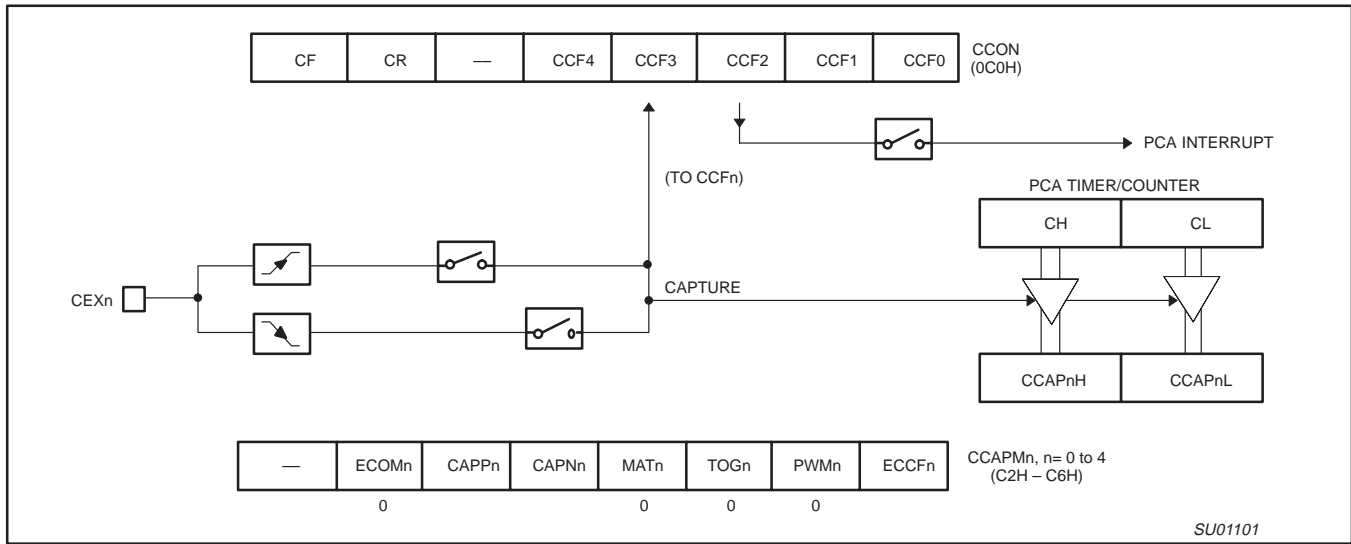 CF CR — CCF4 CCF3 CCF2 CCF1 CCF0
CCON
(0C0H)
PCA INTERRUPT
(TO CCFn)
PCA TIMER/COUNTER
CH CL
CEXn
CAPTURE
CCAPnH CCAPnL
— ECOMn CAPPn CAPNn MATn TOGn PWMn ECCFn
CCAPMn, n= 0 to 4
(C2H – C6H)
0 0 0 0
SU01101